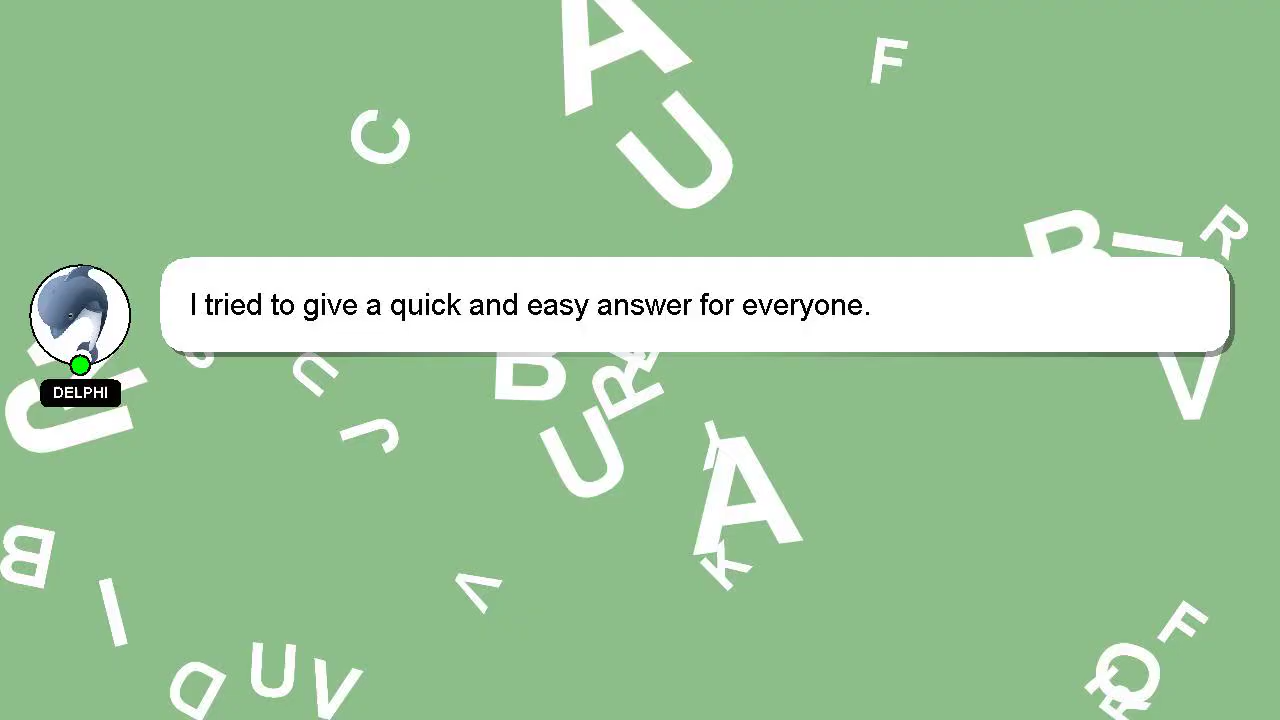 A
F
C
U
R
B
I
I tried to give a quick and easy answer for everyone.
DELPHI
U
B
R
V
J
U
A
K
B
I
V
F
D
U
V
Q
R